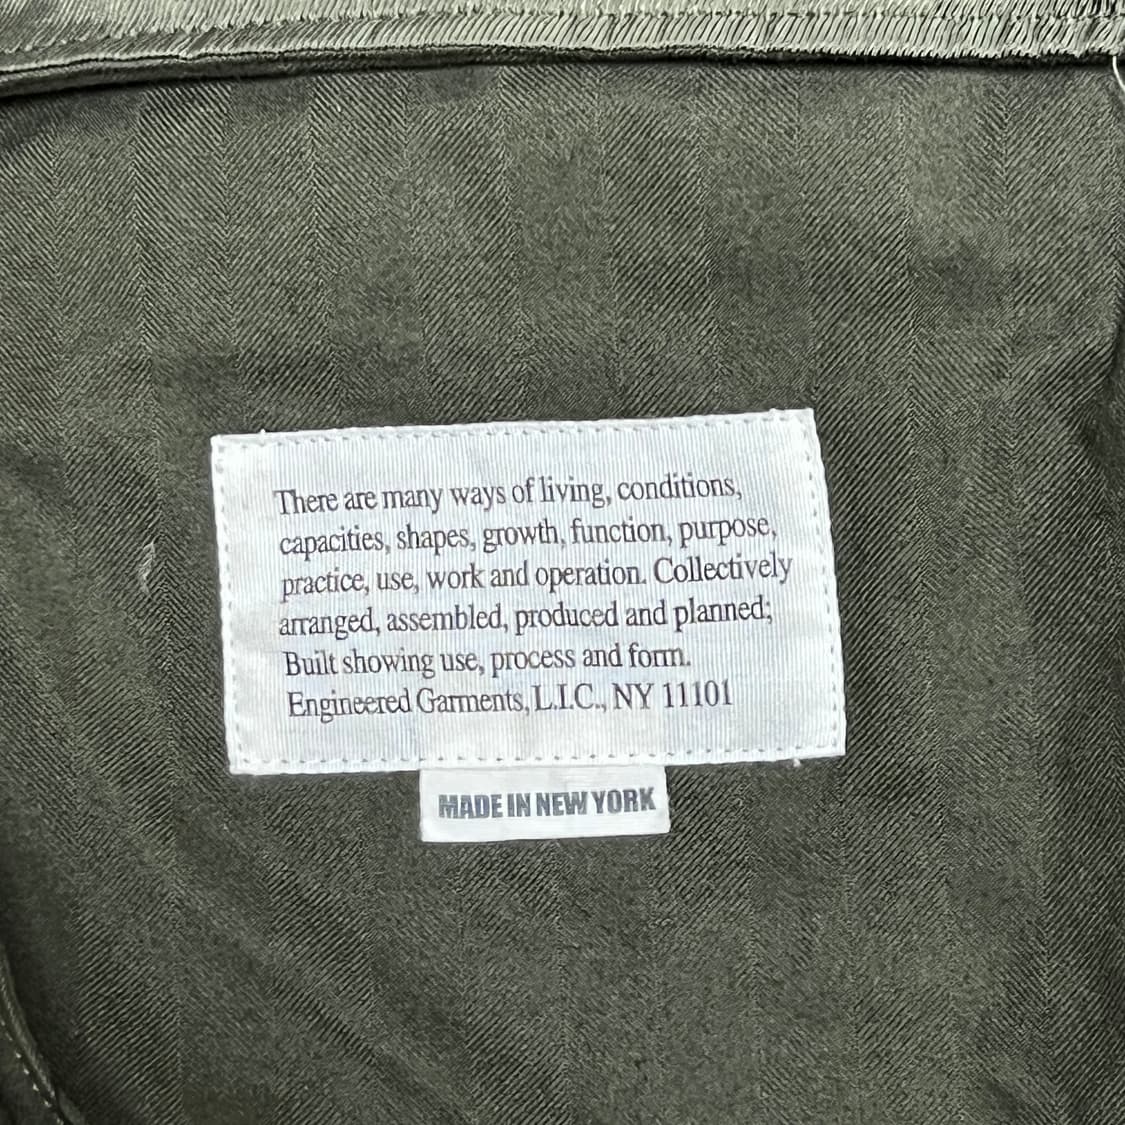 There are many ways of living, conditions,
capacities, shapes, growth, function, purpose,
practice, use, work and operation. Collectively
arranged, assembled, produced and planned;
Built showing use, process and form.
Engineered Garments, L.I.C., NY 11101
MADE IN NEW YORK